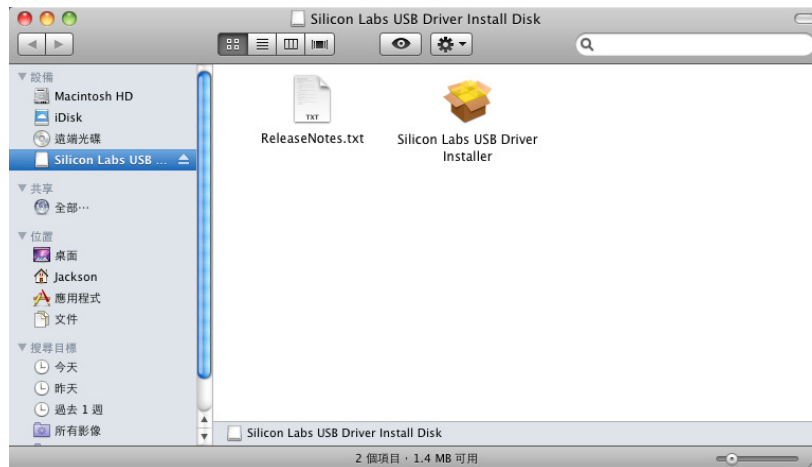 Silicon Labs USB Driver Install Disk
設備
Macintosh HD
iDisk
遠端光碟
Silicon Labs USB ...
共享
全部…
位置
桌面
Jackson
應用程式
文件
搜尋目標
今天
昨天
過去 1 週
所有影像
TXT
ReleaseNotes.txt
Silicon Labs USB Driver
Installer
Silicon Labs USB Driver Install Disk
2 個項目，1.4 MB 可用